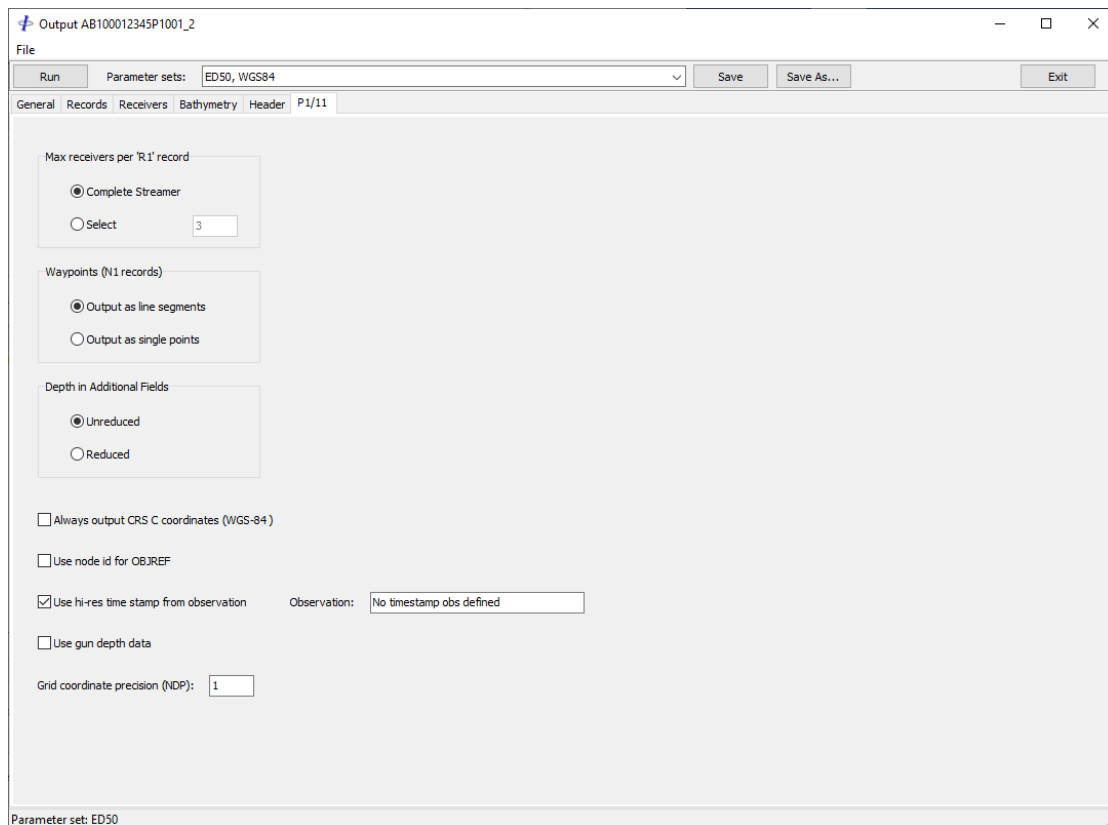 Output AB100012345P1001_2
File
Run Parameter sets: ED50, WGS84 Save Save As... Exit
General Records Receivers Bathymetry Header P1/11
Max receivers per 'R1' record
Complete Streamer
Select 3
Waypoints (N1 records)
Output as line segments
Output as single points
Depth in Additional Fields
Unreduced
Reduced
Always output CRS C coordinates (WGS-84 )
Use node id for OBJREF
Use hi-res time stamp from observation Observation: No timestamp obs defined
Use gun depth data
Grid coordinate precision (NDP): 1
Parameter set: ED50